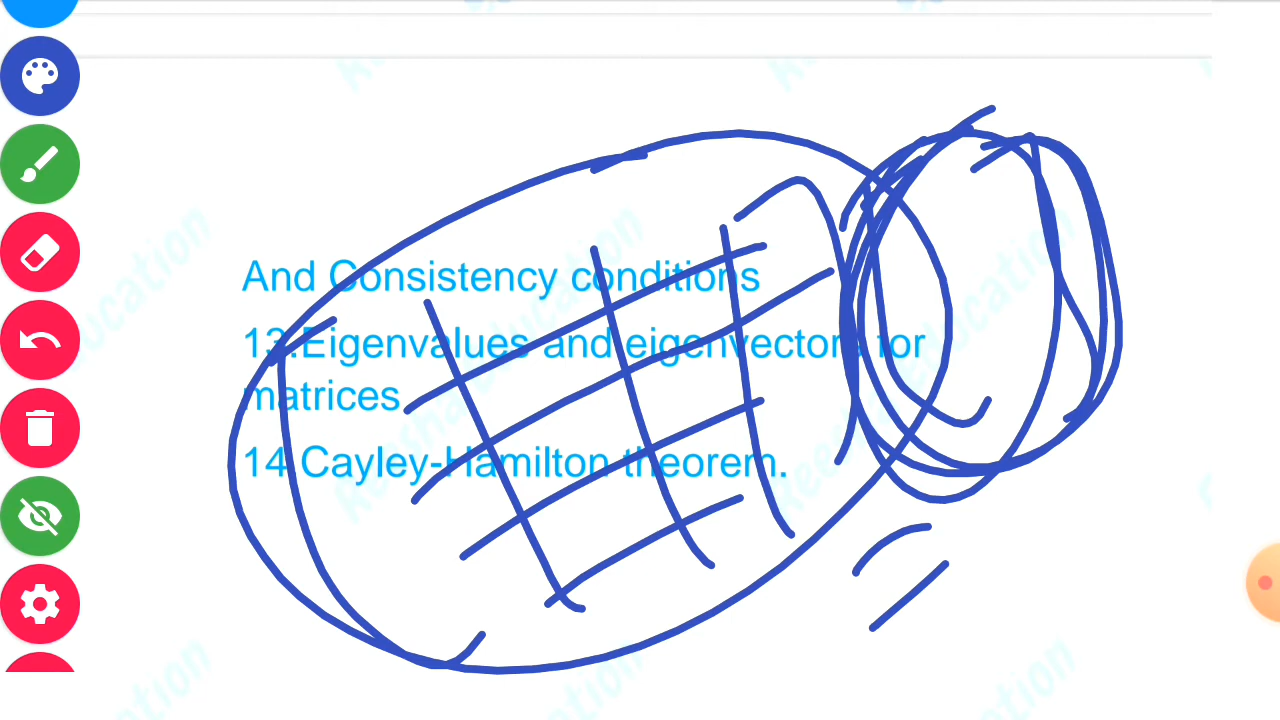 And Consistency conditions
13.Eigenvalues and eigenvectors for
matrices
14.Cayley-Hamilton theorem.